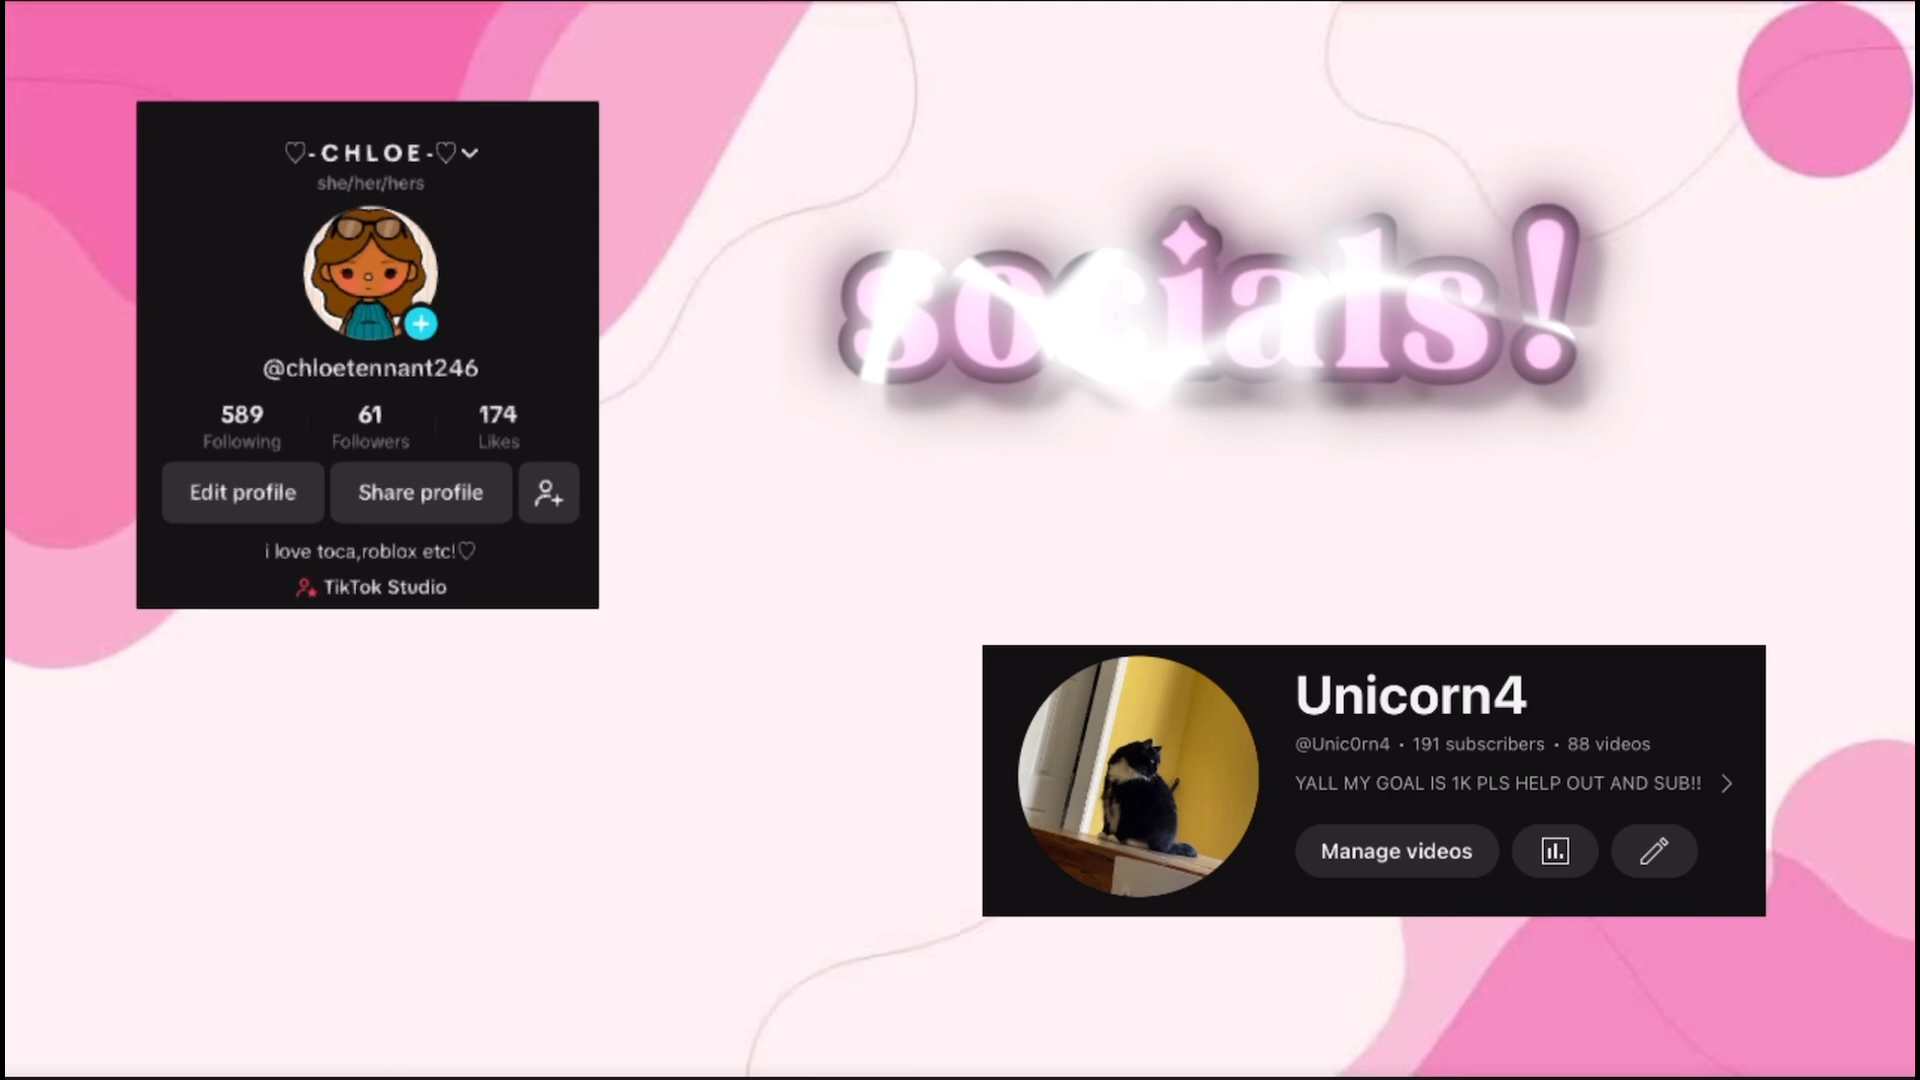 ♡-CHLOE-♡
she/her/hers
@chloetennant246
589 61 174
Following Followers Likes
Edit profile Share profile
i love toca,roblox etc!♡
TikTok Studio
socials!
Unicorn4
@Unic0rn4 • 191 subscribers • 88 videos
YALL MY GOAL IS 1K PLS HELP OUT AND SUB!!
Manage videos